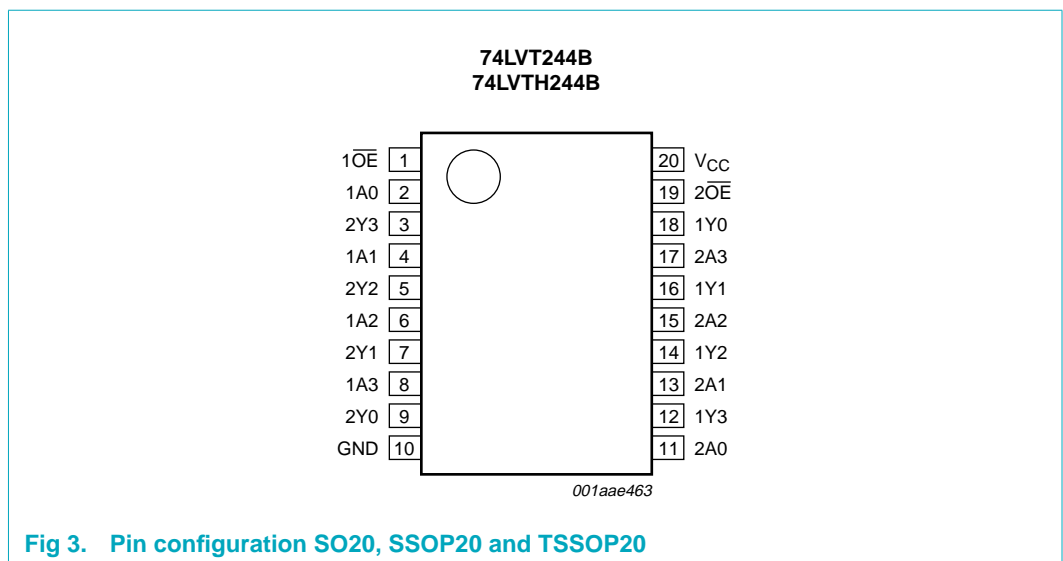 74LVT244B
74LVTH244B
1O̅E̅ 1 20 VCC
1A0 2 19 2O̅E̅
2Y3 3 18 1Y0
1A1 4 17 2A3
2Y2 5 16 1Y1
1A2 6 15 2A2
2Y1 7 14 1Y2
1A3 8 13 2A1
2Y0 9 12 1Y3
GND 10 11 2A0
001aae463
Fig 3. Pin configuration SO20, SSOP20 and TSSOP20